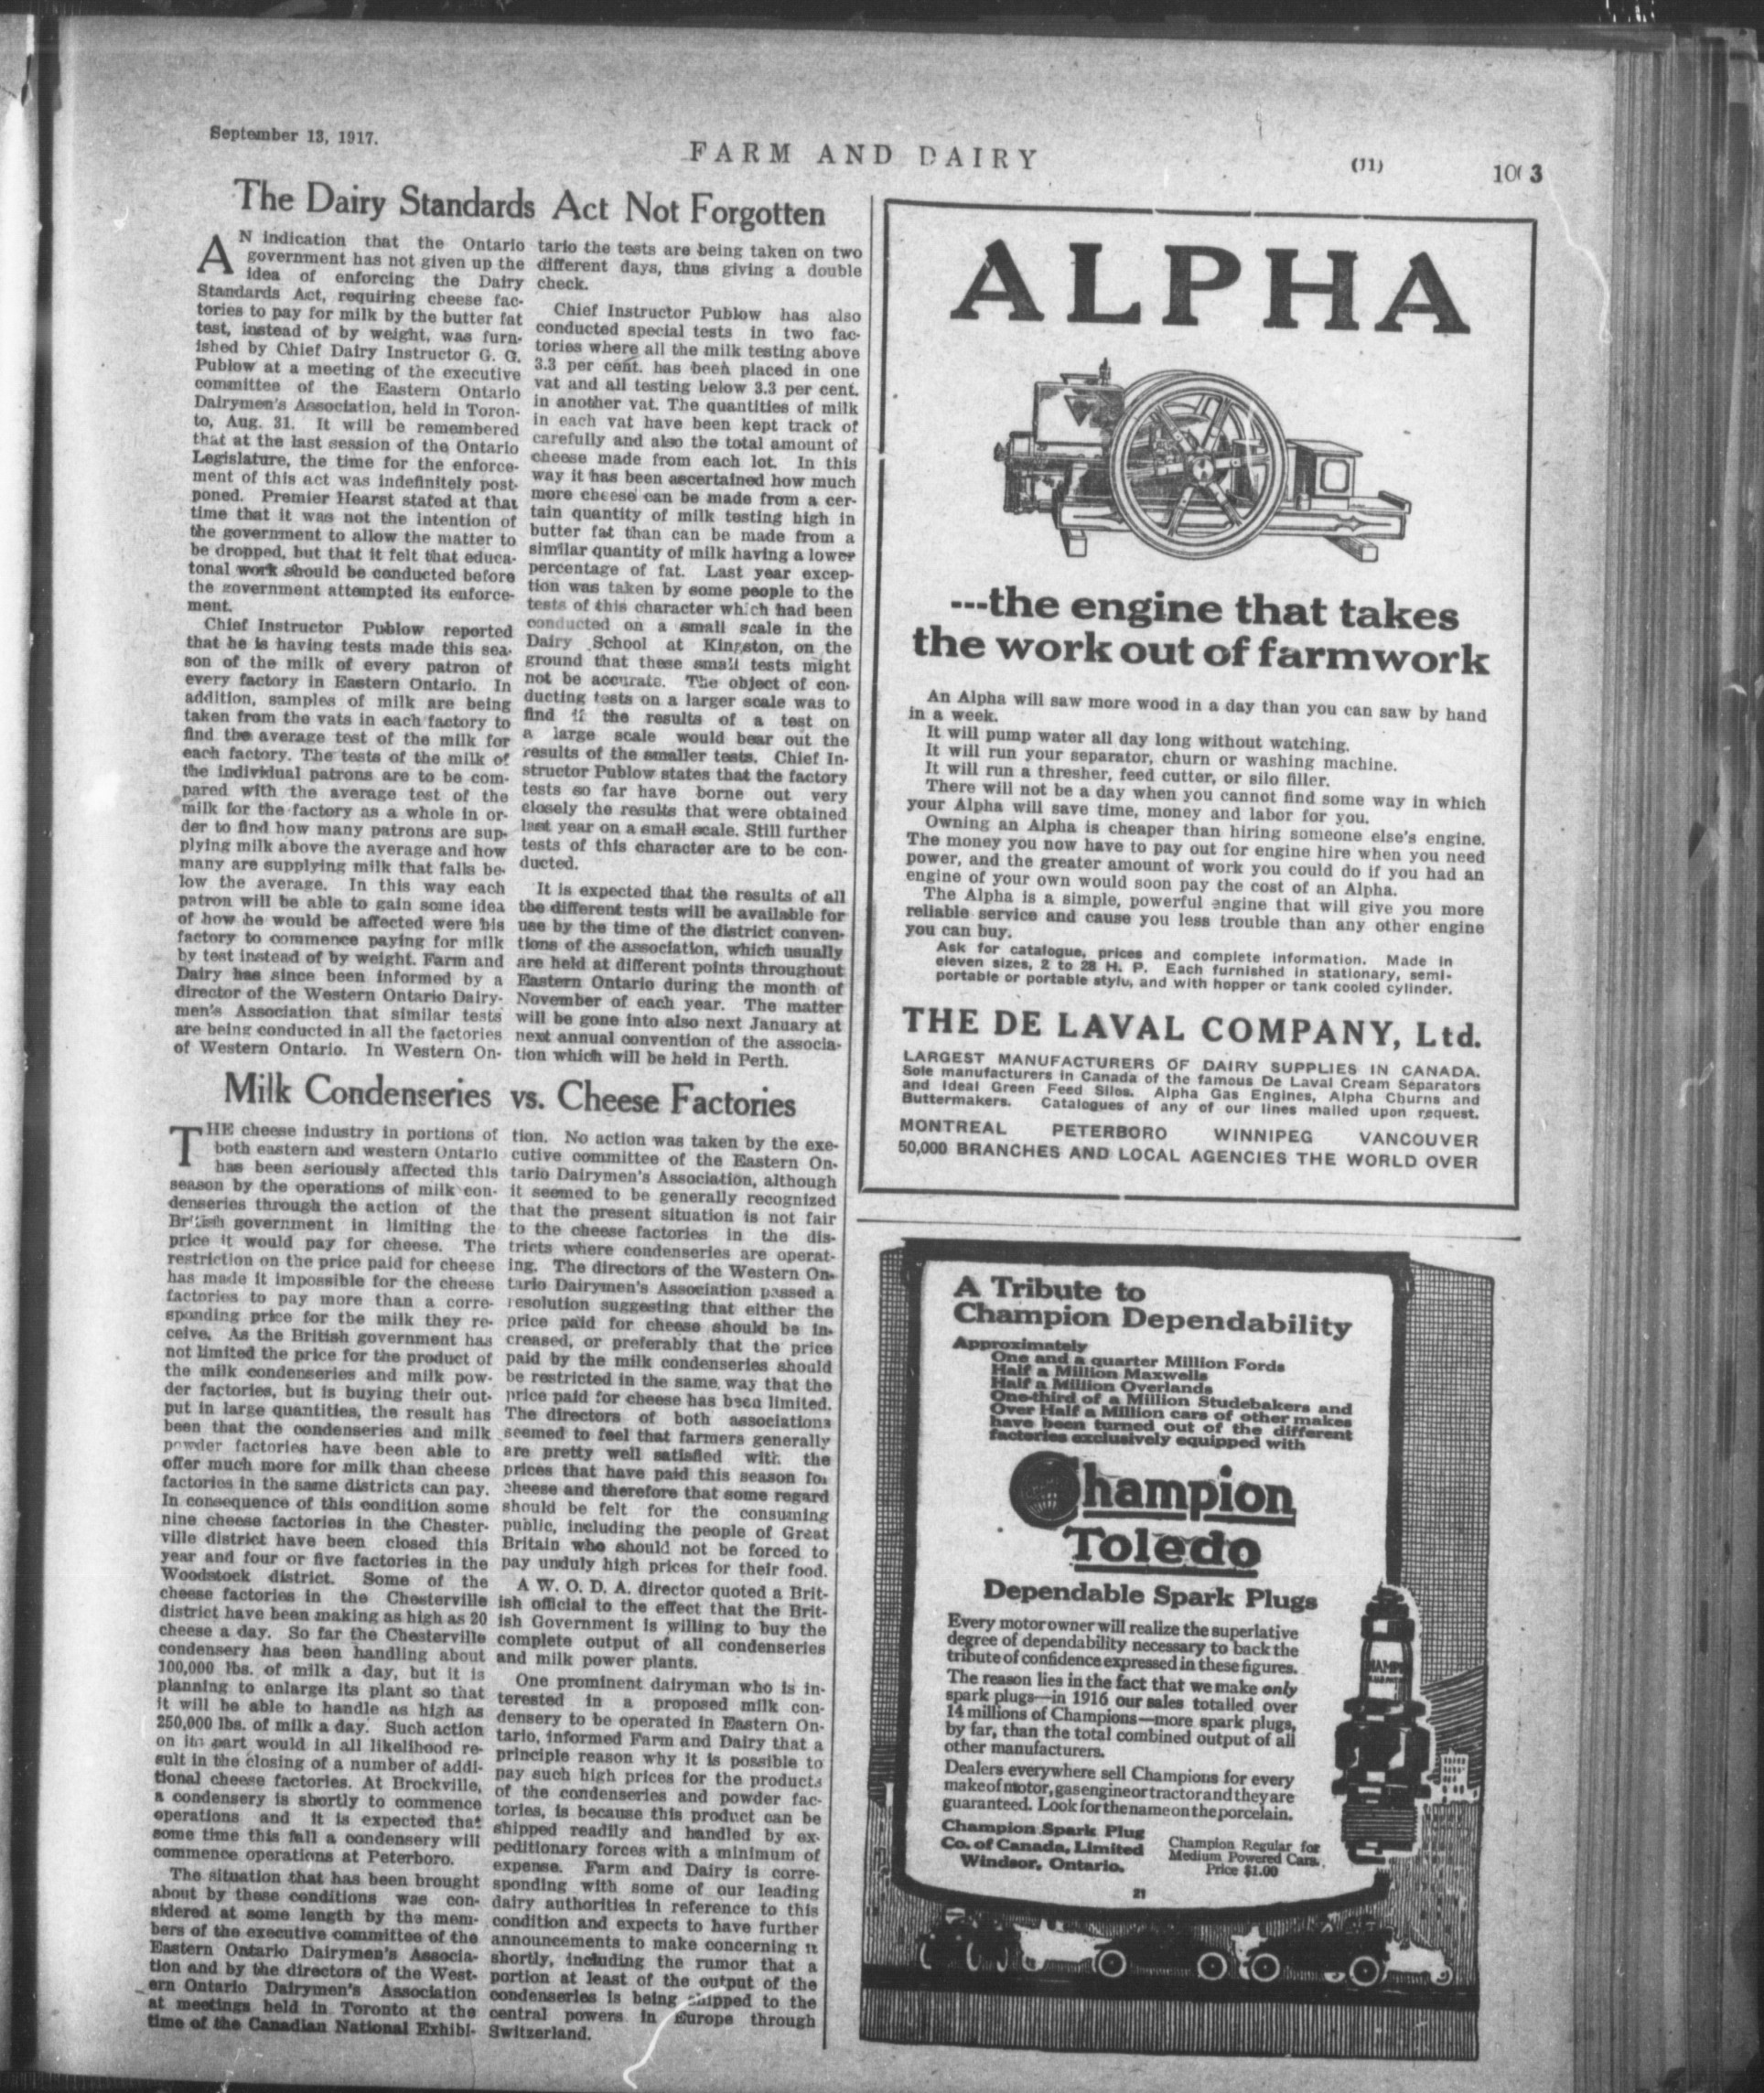 September 13, 1917.
FARM AND DAIRY
(11)
10 3
The Dairy Standards Act Not Forgotten
AN indication that the Ontario
government has not given up the
idea of enforcing the Dairy
Standards Act, requiring cheese fac-
tories to pay for milk by the butter fat
test, instead of by weight, was furn-
ished by Chief Dairy Instructor G. G.
Publow at a meeting of the executive
committee of the Eastern Ontario
Dairymen's Association, held in Toron-
to, Aug. 31. It will be remembered
that at the last session of the Ontario
Legislature, the time for the enforce-
ment of this act was indefinitely post-
poned. Premier Hearst stated at that
time that it was not the intention of
the government to allow the matter to
be dropped, but that it felt that educa-
tonal work should be conducted before
the government attempted its enforce-
ment.
Chief Instructor Publow reported
that he is having tests made this sea-
son of the milk of every patron of
every factory in Eastern Ontario. In
addition, samples of milk are being
taken from the vats in each factory to
find the average test of the milk for
each factory. The tests of the milk of
the individual patrons are to be com-
pared with the average test of the
milk for the factory as a whole in or-
der to find how many patrons are sup-
plying milk above the average and how
many are supplying milk that falls be-
low the average. In this way each
patron will be able to gain some idea
of how he would be affected were his
factory to commence paying for milk
by test instead of by weight. Farm and
Dairy has since been informed by a
director of the Western Ontario Dairy-
men's Association that similar tests
are being conducted in all the factories
of Western Ontario. In Western On-
tario the tests are being taken on two
different days, thus giving a double
check.
Chief Instructor Publow has also
conducted special tests in two fac-
tories where all the milk testing above
3.3 per cent. has been placed in one
vat and all testing below 3.3 per cent.
in another vat. The quantities of milk
in each vat have been kept track of
carefully and also the total amount of
cheese made from each lot. In this
way it has been ascertained how much
more cheese can be made from a cer-
tain quantity of milk testing high in
butter fat than can be made from a
similar quantity of milk having a lower
percentage of fat. Last year excep-
tion was taken by some people to the
tests of this character which had been
conducted on a small scale in the
Dairy School at Kingston, on the
ground that these small tests might
not be accurate. The object of con-
ducting tests on a larger scale was to
find if the results of a test on
a large scale would bear out the
results of the smaller tests. Chief In-
structor Publow states that the factory
tests so far have borne out very
closely the results that were obtained
last year on a small scale. Still further
tests of this character are to be con-
ducted.
It is expected that the results of all
the different tests will be available for
use by the time of the district conven-
tions of the association, which usually
are held at different points throughout
Eastern Ontario during the month of
November of each year. The matter
will be gone into also next January at
next annual convention of the associa-
tion which will be held in Perth.
Milk Condenseries vs. Cheese Factories
THE cheese industry in portions of
both eastern and western Ontario
has been seriously affected this
season by the operations of milk con-
denseries through the action of the
British government in limiting the
price it would pay for cheese. The
restriction on the price paid for cheese
has made it impossible for the cheese
factories to pay more than a corre-
sponding price for the milk they re-
ceive. As the British government has
not limited the price for the product of
the milk condenseries and milk pow-
der factories, but is buying their out-
put in large quantities, the result has
been that the condenseries and milk
powder factories have been able to
offer much more for milk than cheese
factories in the same districts can pay.
In consequence of this condition some
nine cheese factories in the Chester-
ville district have been closed this
year and four or five factories in the
Woodstock district. Some of the
cheese factories in the Chesterville
district have been making as high as 20
cheese a day. So far the Chesterville
condensery has been handling about
100,000 lbs. of milk a day, but it is
planning to enlarge its plant so that
it will be able to handle as high as
250,000 lbs. of milk a day. Such action
on its part would in all likelihood re-
sult in the closing of a number of addi-
tional cheese factories. At Brockville,
a condensery is shortly to commence
operations and it is expected that
some time this fall a condensery will
commence operations at Peterboro.
The situation that has been brought
about by these conditions was con-
sidered at some length by the mem-
bers of the executive committee of the
Eastern Ontario Dairymen's Associa-
tion and by the directors of the West-
ern Ontario Dairymen's Association
at meetings held in Toronto at the
time of the Canadian National Exhibi-
tion. No action was taken by the exe-
cutive committee of the Eastern On-
tario Dairymen's Association, although
it seemed to be generally recognized
that the present situation is not fair
to the cheese factories in the dis-
tricts where condenseries are operat-
ing. The directors of the Western On-
tario Dairymen's Association passed a
resolution suggesting that either the
price paid for cheese should be in-
creased, or preferably that the price
paid by the milk condenseries should
be restricted in the same way that the
price paid for cheese has been limited.
The directors of both associations
seemed to feel that farmers generally
are pretty well satisfied with the
prices that have paid this season for
cheese and therefore that some regard
should be felt for the consuming
public, including the people of Great
Britain who should not be forced to
pay unduly high prices for their food.
A W. O. D. A. director quoted a Brit-
ish official to the effect that the Brit-
ish Government is willing to buy the
complete output of all condenseries
and milk power plants.
One prominent dairyman who is in-
terested in a proposed milk con-
densery to be operated in Eastern On-
tario, informed Farm and Dairy that a
principle reason why it is possible to
pay such high prices for the products
of the condenseries and powder fac-
tories, is because this product can be
shipped readily and handled by ex-
peditionary forces with a minimum of
expense. Farm and Dairy is corre-
sponding with some of our leading
dairy authorities in reference to this
condition and expects to have further
announcements to make concerning it
shortly, including the rumor that a
portion at least of the output of the
condenseries is being shipped to the
central powers in Europe through
Switzerland.
ALPHA
---the engine that takes
the work out of farmwork
An Alpha will saw more wood in a day than you can saw by hand
in a week.
It will pump water all day long without watching.
It will run your separator, churn or washing machine.
It will run a thresher, feed cutter, or silo filler.
There will not be a day when you cannot find some way in which
your Alpha will save time, money and labor for you.
Owning an Alpha is cheaper than hiring someone else's engine.
The money you now have to pay out for engine hire when you need
power, and the greater amount of work you could do if you had an
engine of your own would soon pay the cost of an Alpha.
The Alpha is a simple, powerful engine that will give you more
reliable service and cause you less trouble than any other engine
you can buy.
Ask for catalogue, prices and complete information. Made in
eleven sizes, 2 to 28 H. P. Each furnished in stationary, semi-
portable or portable style, and with hopper or tank cooled cylinder.
THE DE LAVAL COMPANY, Ltd.
LARGEST MANUFACTURERS OF DAIRY SUPPLIES IN CANADA.
Sole manufacturers in Canada of the famous De Laval Cream Separators
and Ideal Green Feed Silos. Alpha Gas Engines, Alpha Churns and
Buttermakers. Catalogues of any of our lines mailed upon request.
MONTREAL PETERBORO WINNIPEG VANCOUVER
50,000 BRANCHES AND LOCAL AGENCIES THE WORLD OVER
A Tribute to
Champion Dependability
Approximately
One and a quarter Million Fords
Half a Million Maxwells
Half a Million Overlands
One-third of a Million Studebakers and
Over Half a Million cars of other makes
have been turned out of the different
factories exclusively equipped with
Champion
Toledo
Dependable Spark Plugs
Every motor owner will realize the superlative
degree of dependability necessary to back the
tribute of confidence expressed in these figures.
The reason lies in the fact that we make only
spark plugs—in 1916 our sales totalled over
14 millions of Champions—more spark plugs,
by far, than the total combined output of all
other manufacturers.
Dealers everywhere sell Champions for every
make of motor, gas engine or tractor and they are
guaranteed. Look for the name on the porcelain.
Champion Spark Plug
Co. of Canada, Limited
Windsor, Ontario.
Champion Regular for
Medium Powered Cars.
Price $1.00
21